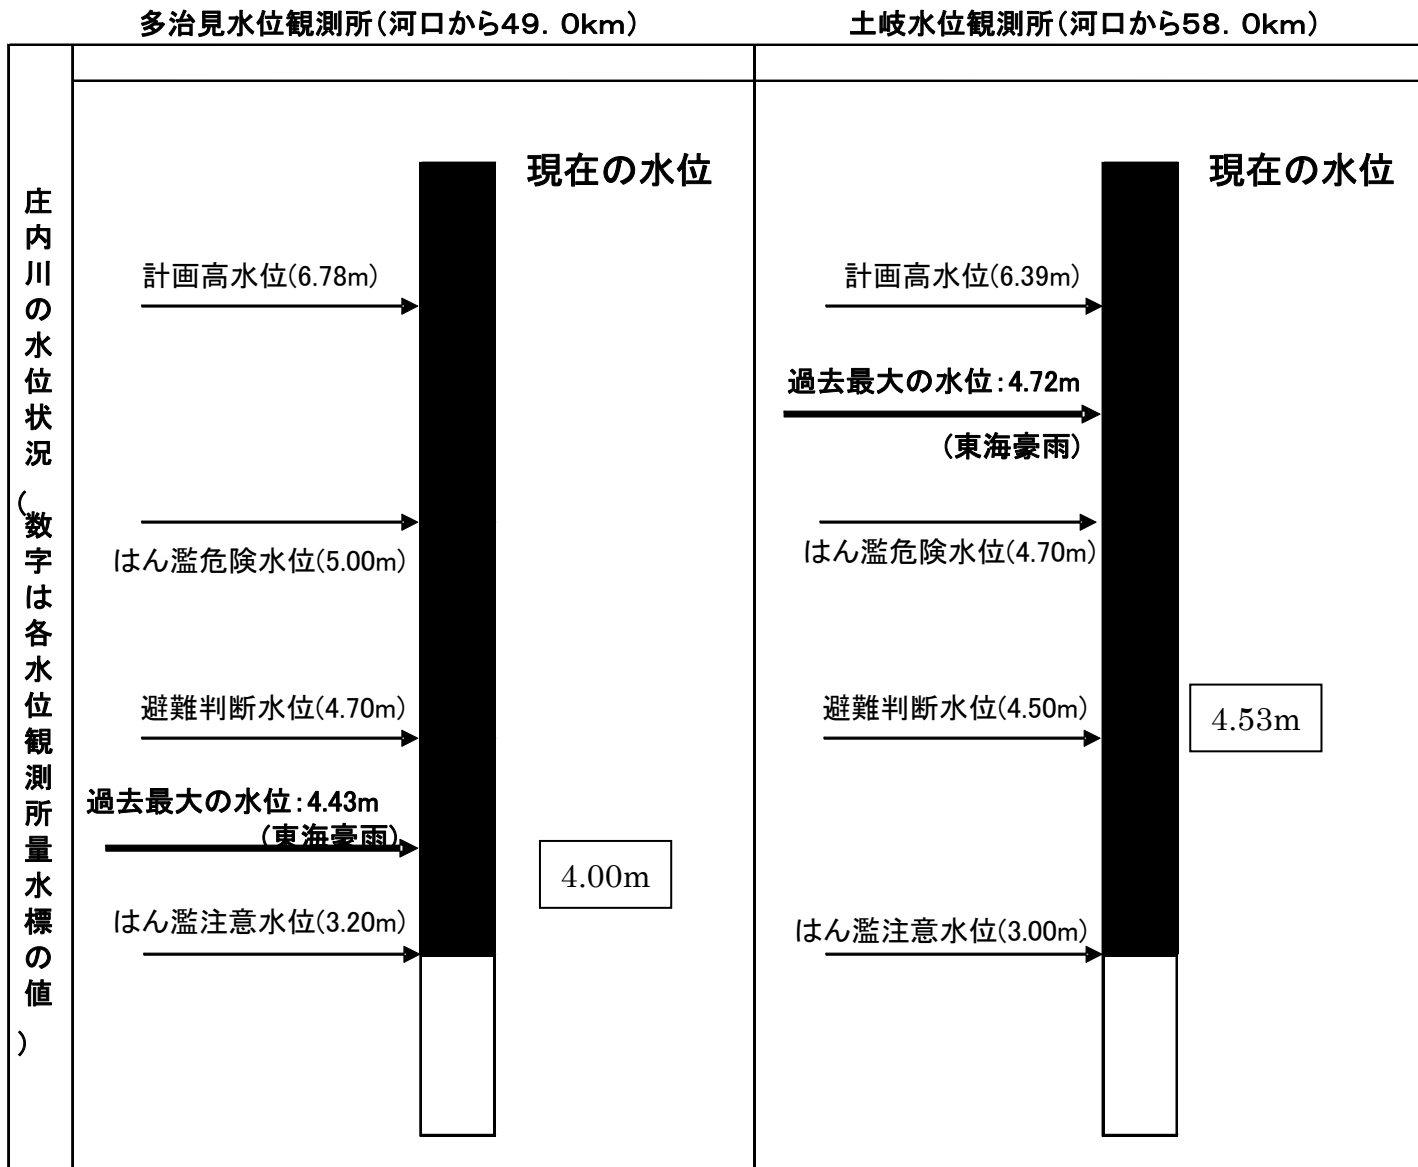 多治見水位観測所（河口から４９．０ｋｍ）
土岐水位観測所（河口から５８．０ｋｍ）
庄内川の水位状況（数字は各水位観測所量水標の値）
現在の水位
計画高水位(6.78m)
はん濫危険水位(5.00m)
避難判断水位(4.70m)
過去最大の水位：4.43m
（東海豪雨）
4.00m
はん濫注意水位(3.20m)
現在の水位
計画高水位(6.39m)
過去最大の水位：4.72m
（東海豪雨）
はん濫危険水位(4.70m)
避難判断水位(4.50m)
4.53m
はん濫注意水位(3.00m)